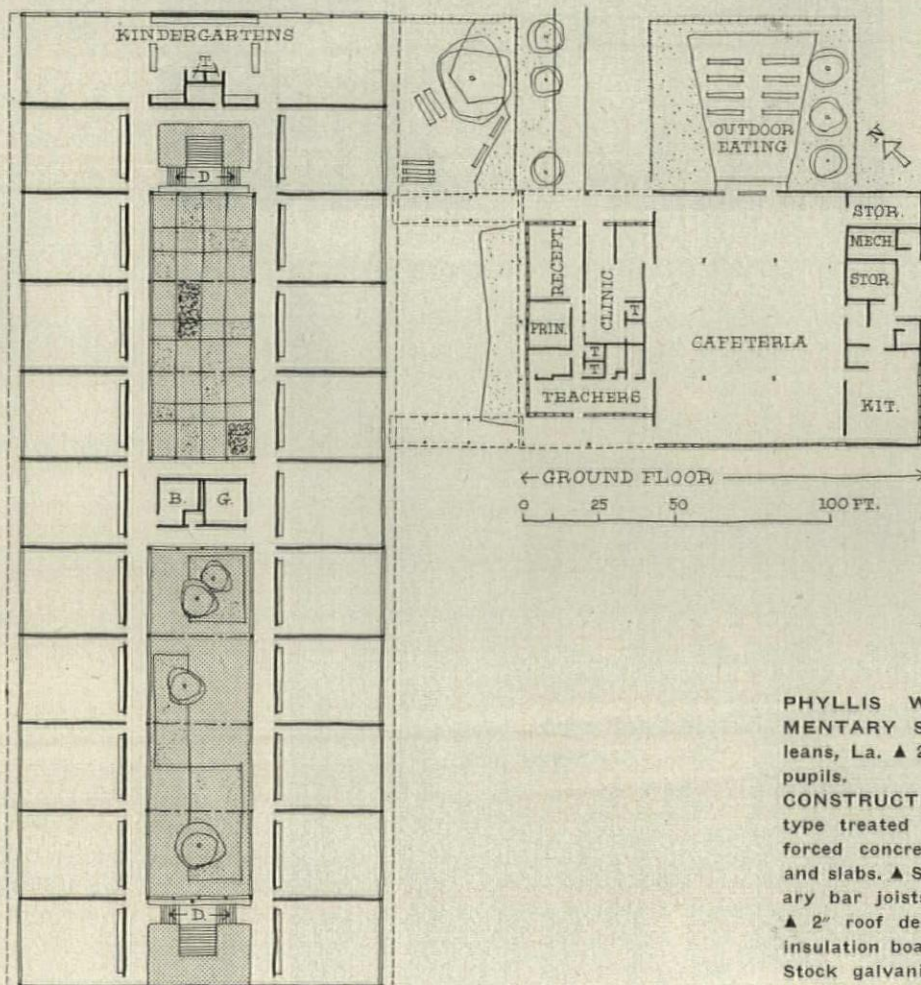 KINDERGARTENS
T
D
B. G.
D.
OUTDOOR
EATING
N
RECEPT.
CLINIC
T
PRIN.
T
T
TEACHERS
CAFETERIA
STOR.
MECH.
STOR.
KIT.
GROUND FLOOR
0 25 50 100 FT.
PHYLLIS W
MENTARY S
leans, La. ▲ 2
pupils.
CONSTRUCT
type treated
forced concre
and slabs. ▲ S
ary bar joists
▲ 2" roof de
insulation boa
Stock galvani